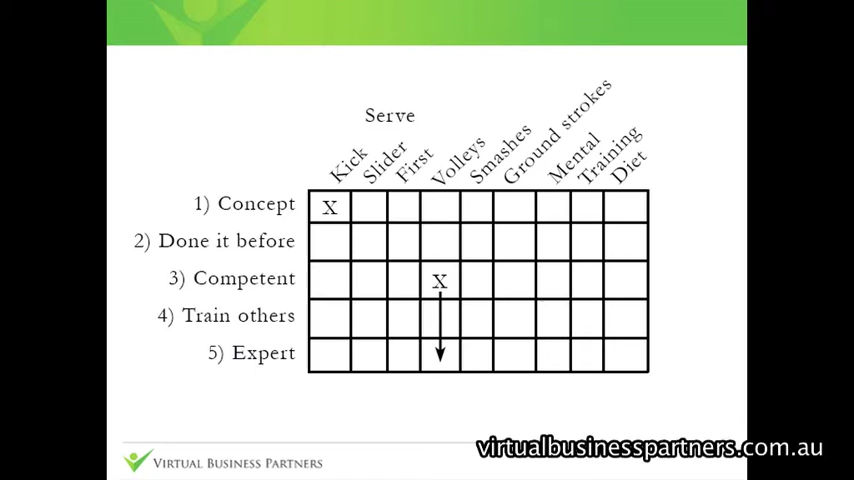 Serve
Kick
Slider
First
Volleys
Smashes
Ground strokes
Mental
Training
Diet
1) Concept
X
2) Done it before
3) Competent
X
4) Train others
5) Expert
virtualbusinesspartners.com.au
VIRTUAL BUSINESS PARTNERS